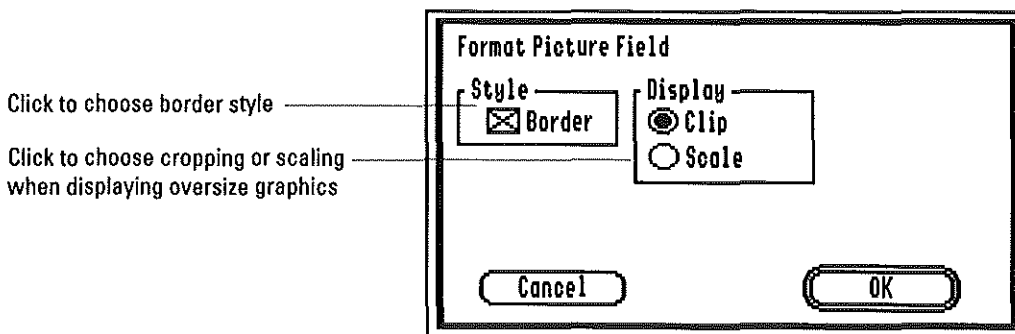 Format Picture Field
Style
Border
Display
Clip
Scale
Click to choose border style
Click to choose cropping or scaling
when displaying oversize graphics
Cancel
OK